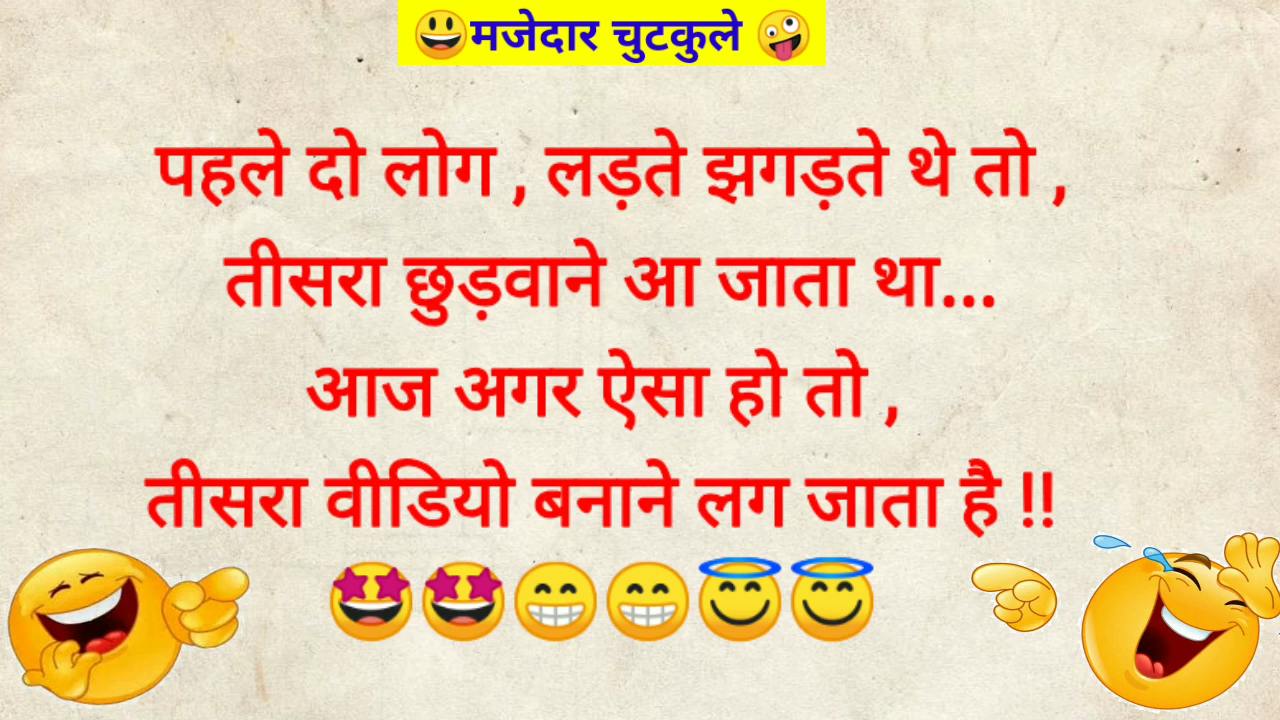 😃मजेदार चुटकुले 🤪
पहले दो लोग , लड़ते झगड़ते थे तो ,
तीसरा छुड़वाने आ जाता था...
आज अगर ऐसा हो तो ,
तीसरा वीडियो बनाने लग जाता है !!
🤩🤩😁😁😇😇